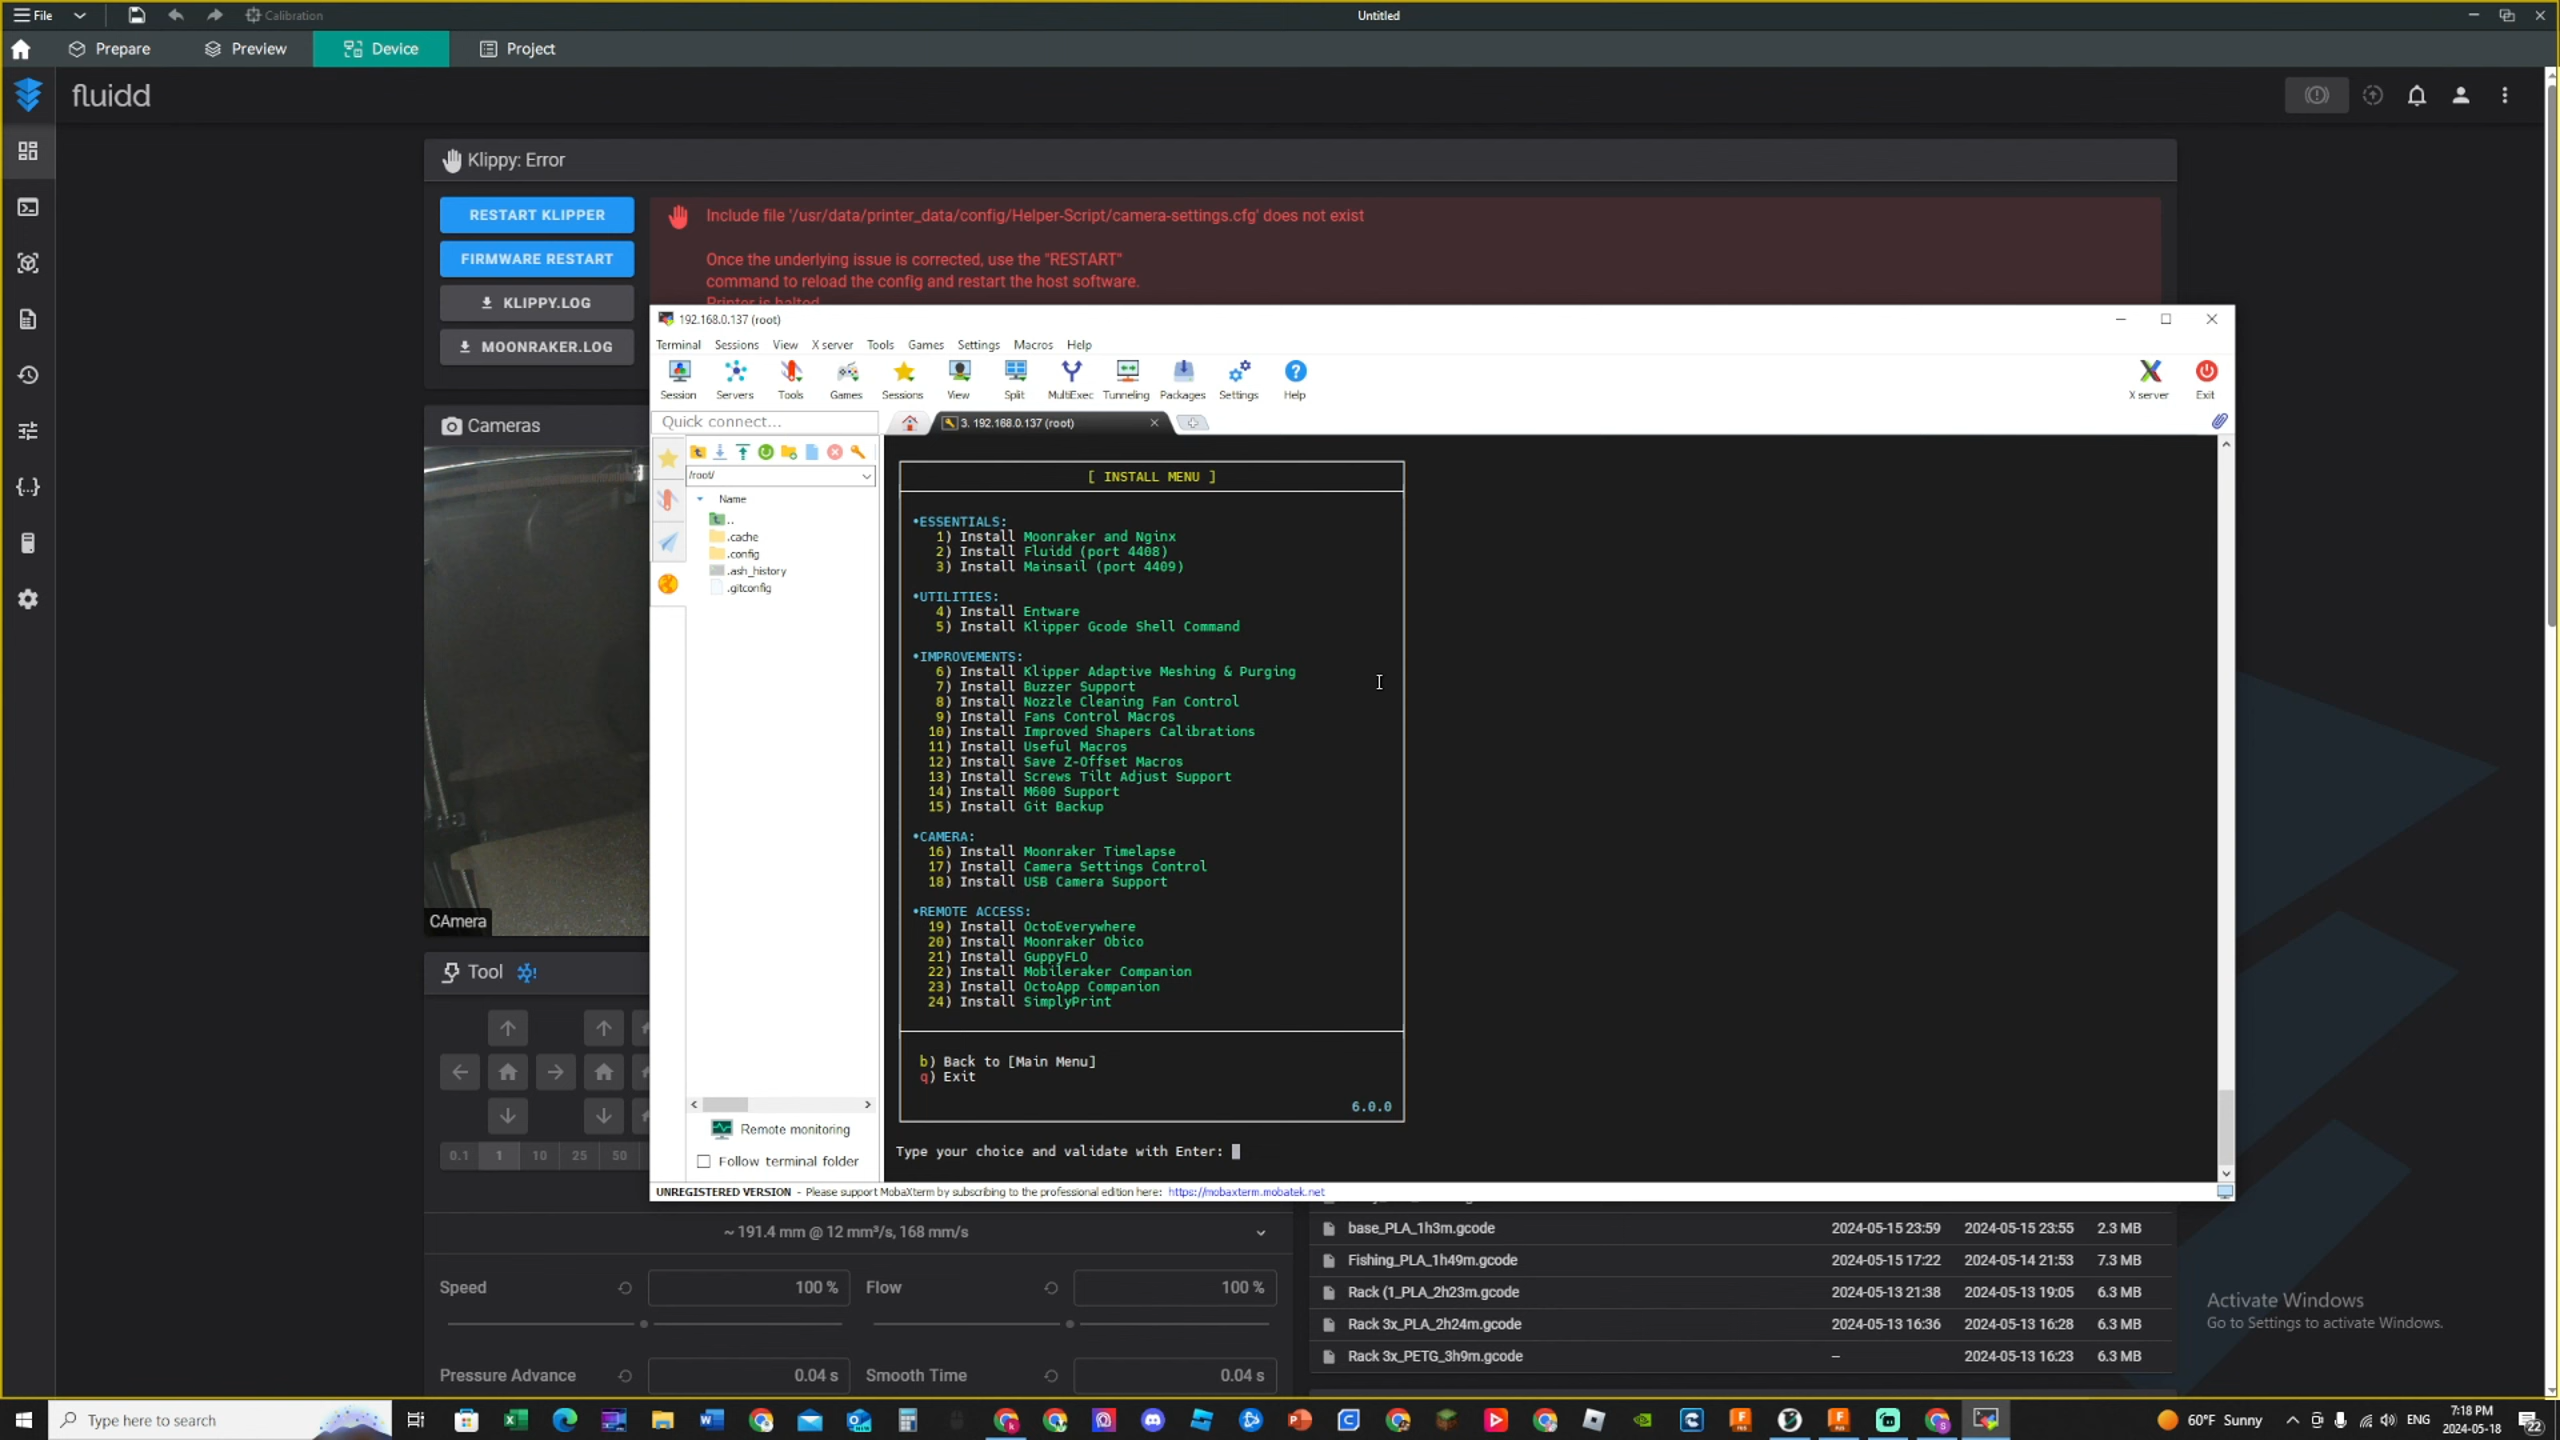 File
Calibration
Untitled
Prepare
Preview
Device
Project
fluidd
Klippy: Error
RESTART KLIPPER
FIRMWARE RESTART
KLIPPY.LOG
MOONRAKER.LOG
Include file '/usr/data/printer_data/config/Helper-Script/camera-settings.cfg' does not exist
Once the underlying issue is corrected, use the "RESTART"
command to reload the config and restart the host software.
Printer is halted
Cameras
CAmera
Tool
0.1 1 10 25 50
192.168.0.137 (root)
Terminal Sessions View X server Tools Games Settings Macros Help
Session Servers Tools Games Sessions View Split MultiExec Tunneling Packages Settings Help
X server Exit
Quick connect...
3. 192.168.0.137 (root)
/root/
Name
..
.cache
.config
.ash_history
.gitconfig
Remote monitoring
Follow terminal folder
[ INSTALL MENU ]
•ESSENTIALS:
1) Install Moonraker and Nginx
2) Install Fluidd (port 4408)
3) Install Mainsail (port 4409)
•UTILITIES:
4) Install Entware
5) Install Klipper Gcode Shell Command
•IMPROVEMENTS:
6) Install Klipper Adaptive Meshing & Purging
7) Install Buzzer Support
8) Install Nozzle Cleaning Fan Control
9) Install Fans Control Macros
10) Install Improved Shapers Calibrations
11) Install Useful Macros
12) Install Save Z-Offset Macros
13) Install Screws Tilt Adjust Support
14) Install M600 Support
15) Install Git Backup
•CAMERA:
16) Install Moonraker Timelapse
17) Install Camera Settings Control
18) Install USB Camera Support
•REMOTE ACCESS:
19) Install OctoEverywhere
20) Install Moonraker Obico
21) Install GuppyFLO
22) Install Mobileraker Companion
23) Install OctoApp Companion
24) Install SimplyPrint
b) Back to [Main Menu]
q) Exit
6.0.0
Type your choice and validate with Enter:
UNREGISTERED VERSION - Please support MobaXterm by subscribing to the professional edition here: https://mobaxterm.mobatek.net
~ 191.4 mm @ 12 mm³/s, 168 mm/s
Speed 100 % Flow 100 %
Pressure Advance 0.04 s Smooth Time 0.04 s
base_PLA_1h3m.gcode 2024-05-15 23:59 2024-05-15 23:55 2.3 MB
Fishing_PLA_1h49m.gcode 2024-05-15 17:22 2024-05-14 21:53 7.3 MB
Rack (1_PLA_2h23m.gcode 2024-05-13 21:38 2024-05-13 19:05 6.3 MB
Rack 3x_PLA_2h24m.gcode 2024-05-13 16:36 2024-05-13 16:28 6.3 MB
Rack 3x_PETG_3h9m.gcode – 2024-05-13 16:23 6.3 MB
Activate Windows
Go to Settings to activate Windows.
Type here to search
60°F Sunny
ENG
7:18 PM
2024-05-18
22